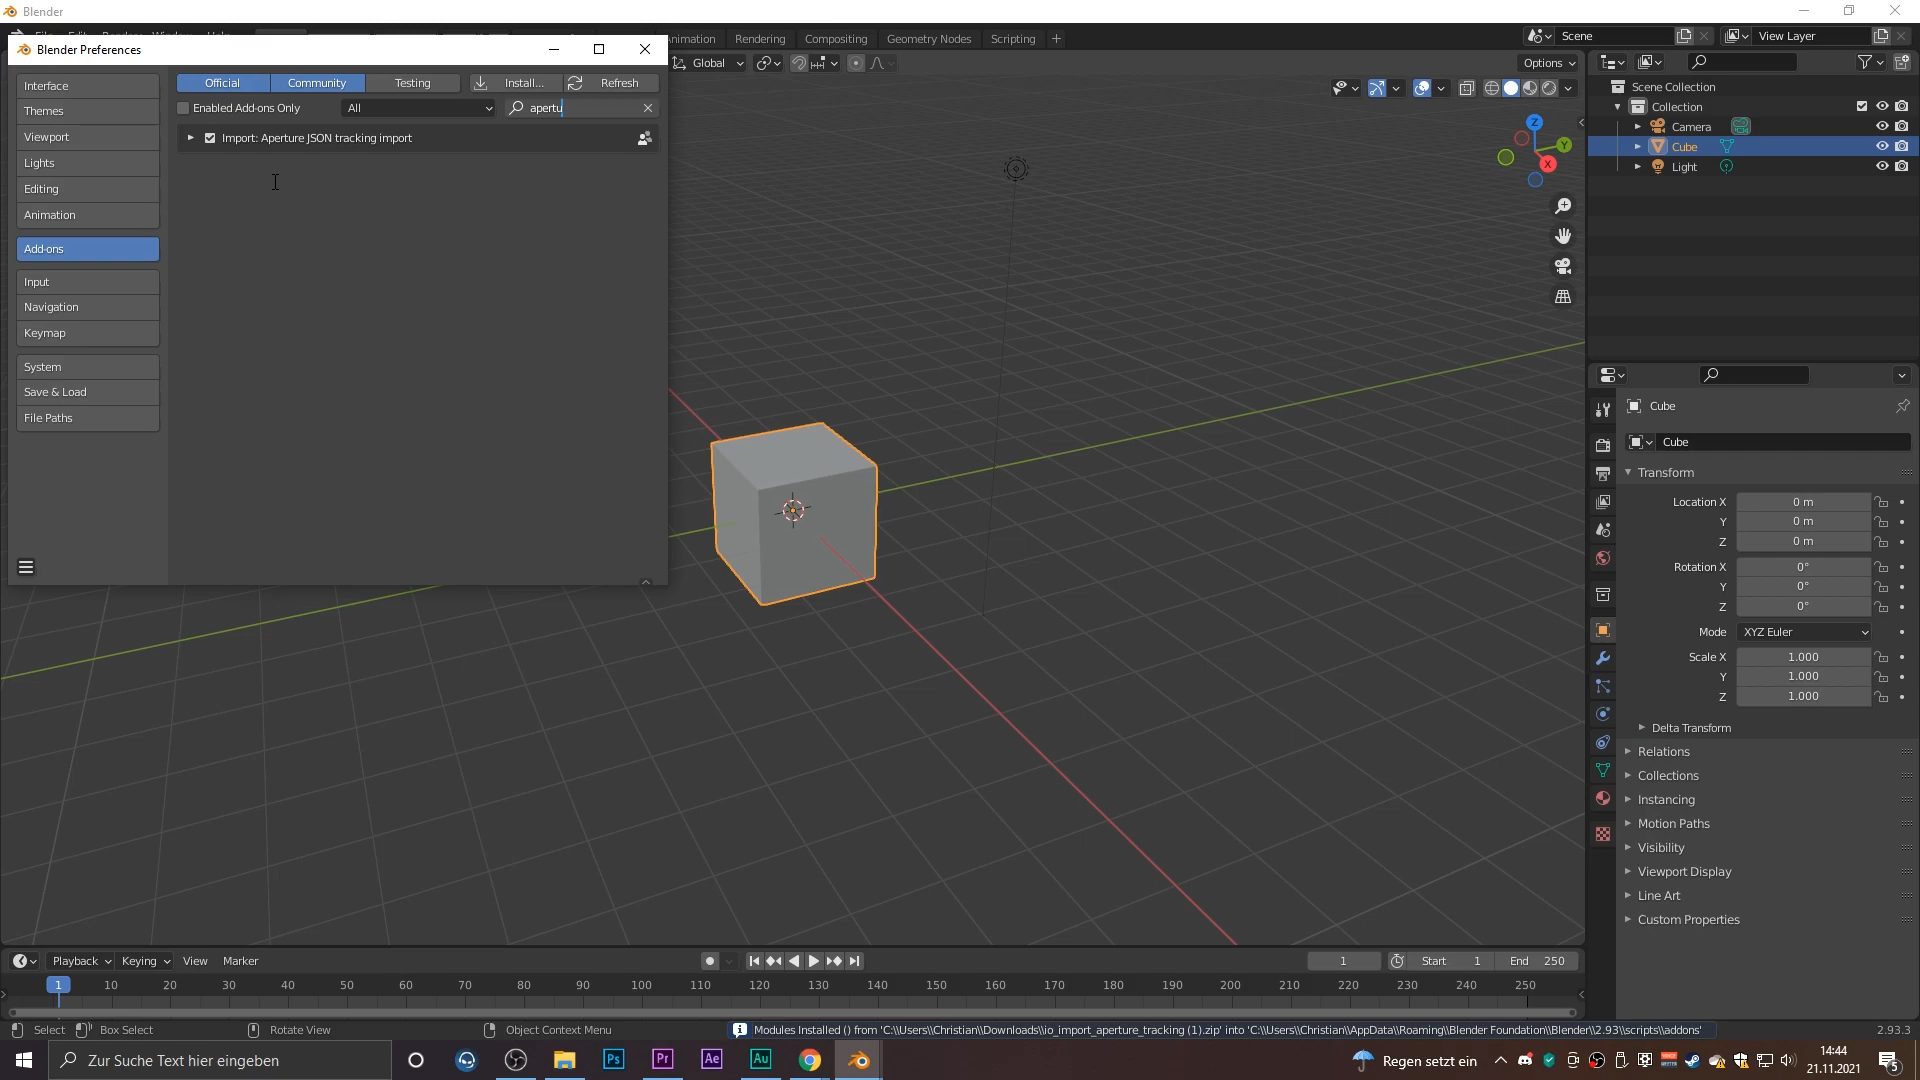 Blender
Blender Preferences
Animation
Rendering
Compositing
Geometry Nodes
Scripting
Scene
View Layer
Interface
Themes
Viewport
Lights
Editing
Animation
Add-ons
Input
Navigation
Keymap
System
Save & Load
File Paths
Official
Community
Testing
Install...
Refresh
Enabled Add-ons Only
All
apertu
Import: Aperture JSON tracking import
Global
Options
Z
Y
X
Scene Collection
Collection
Camera
Cube
Light
Cube
Cube
Transform
Location X 0 m
Y 0 m
Z 0 m
Rotation X 0°
Y 0°
Z 0°
Mode XYZ Euler
Scale X 1.000
Y 1.000
Z 1.000
Delta Transform
Relations
Collections
Instancing
Motion Paths
Visibility
Viewport Display
Line Art
Custom Properties
Playback Keying View Marker
1 Start 1 End 250
1 10 20 30 40 50 60 70 80 90 100 110 120 130 140 150 160 170 180 190 200 210 220 230 240 250
Select Box Select Rotate View Object Context Menu
Modules Installed () from 'C:\\Users\\Christian\\Downloads\\io_import_aperture_tracking (1).zip' into 'C:\\Users\\Christian\\AppData\\Roaming\\Blender Foundation\\Blender\\2.93\\scripts\\addons'
2.93.3
Zur Suche Text hier eingeben
Ps
Pr
Ae
Au
Regen setzt ein
14:44
21.11.2021
5